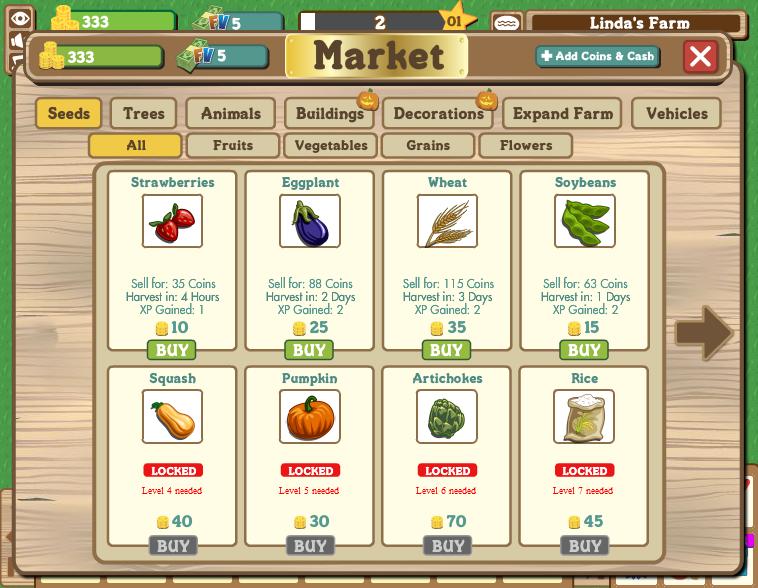 333
FV 5
2
01
Linda's Farm
333
FV 5
Market
Add Coins & Cash
Seeds
Trees
Animals
Buildings
Decorations
Expand Farm
Vehicles
All
Fruits
Vegetables
Grains
Flowers
Strawberries
Sell for: 35 Coins
Harvest in: 4 Hours
XP Gained: 1
10
BUY
Eggplant
Sell for: 88 Coins
Harvest in: 2 Days
XP Gained: 2
25
BUY
Wheat
Sell for: 115 Coins
Harvest in: 3 Days
XP Gained: 2
35
BUY
Soybeans
Sell for: 63 Coins
Harvest in: 1 Days
XP Gained: 2
15
BUY
Squash
LOCKED
Level 4 needed
40
BUY
Pumpkin
LOCKED
Level 5 needed
30
BUY
Artichokes
LOCKED
Level 6 needed
70
BUY
Rice
LOCKED
Level 7 needed
45
BUY